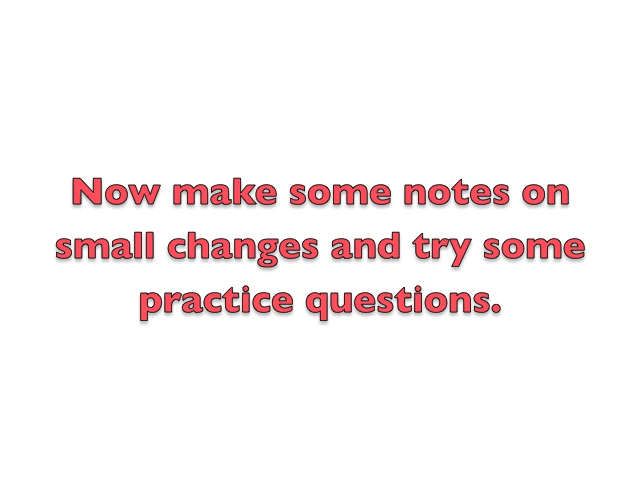 Now make some notes on
small changes and try some
practice questions.